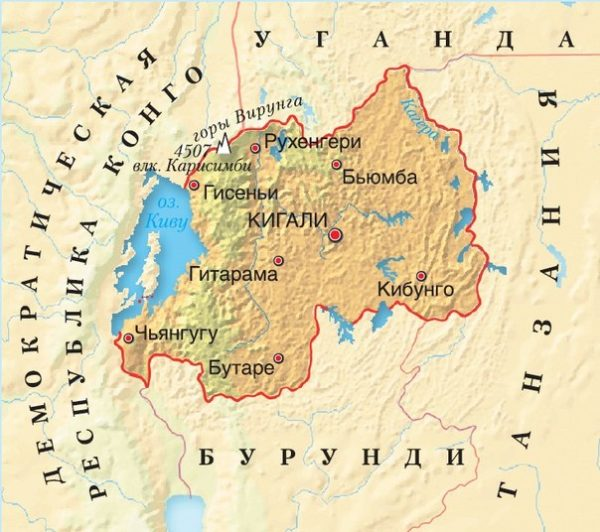 УГАНДА
ДЕМОКРАТИЧЕСКАЯ
РЕСПУБЛИКА КОНГО
ТАНЗАНИЯ
горы Вирунга
4507
влк. Карисимби
Рухенгери
Кагера
Бьюмба
Гисеньи
оз.
Киву
КИГАЛИ
Гитарама
Кибунго
Чьянгугу
Бутаре
БУРУНДИ